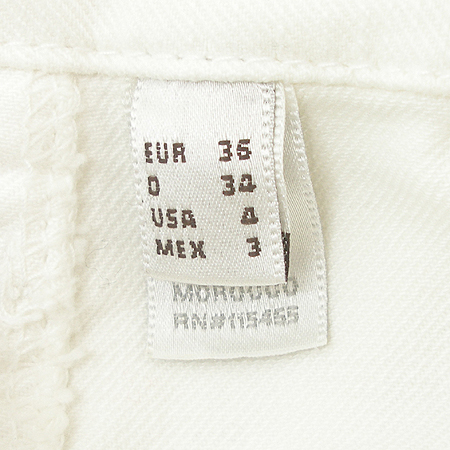 EUR 36
D 34
USA 4
MEX 3
MOROCCO
RN#115465